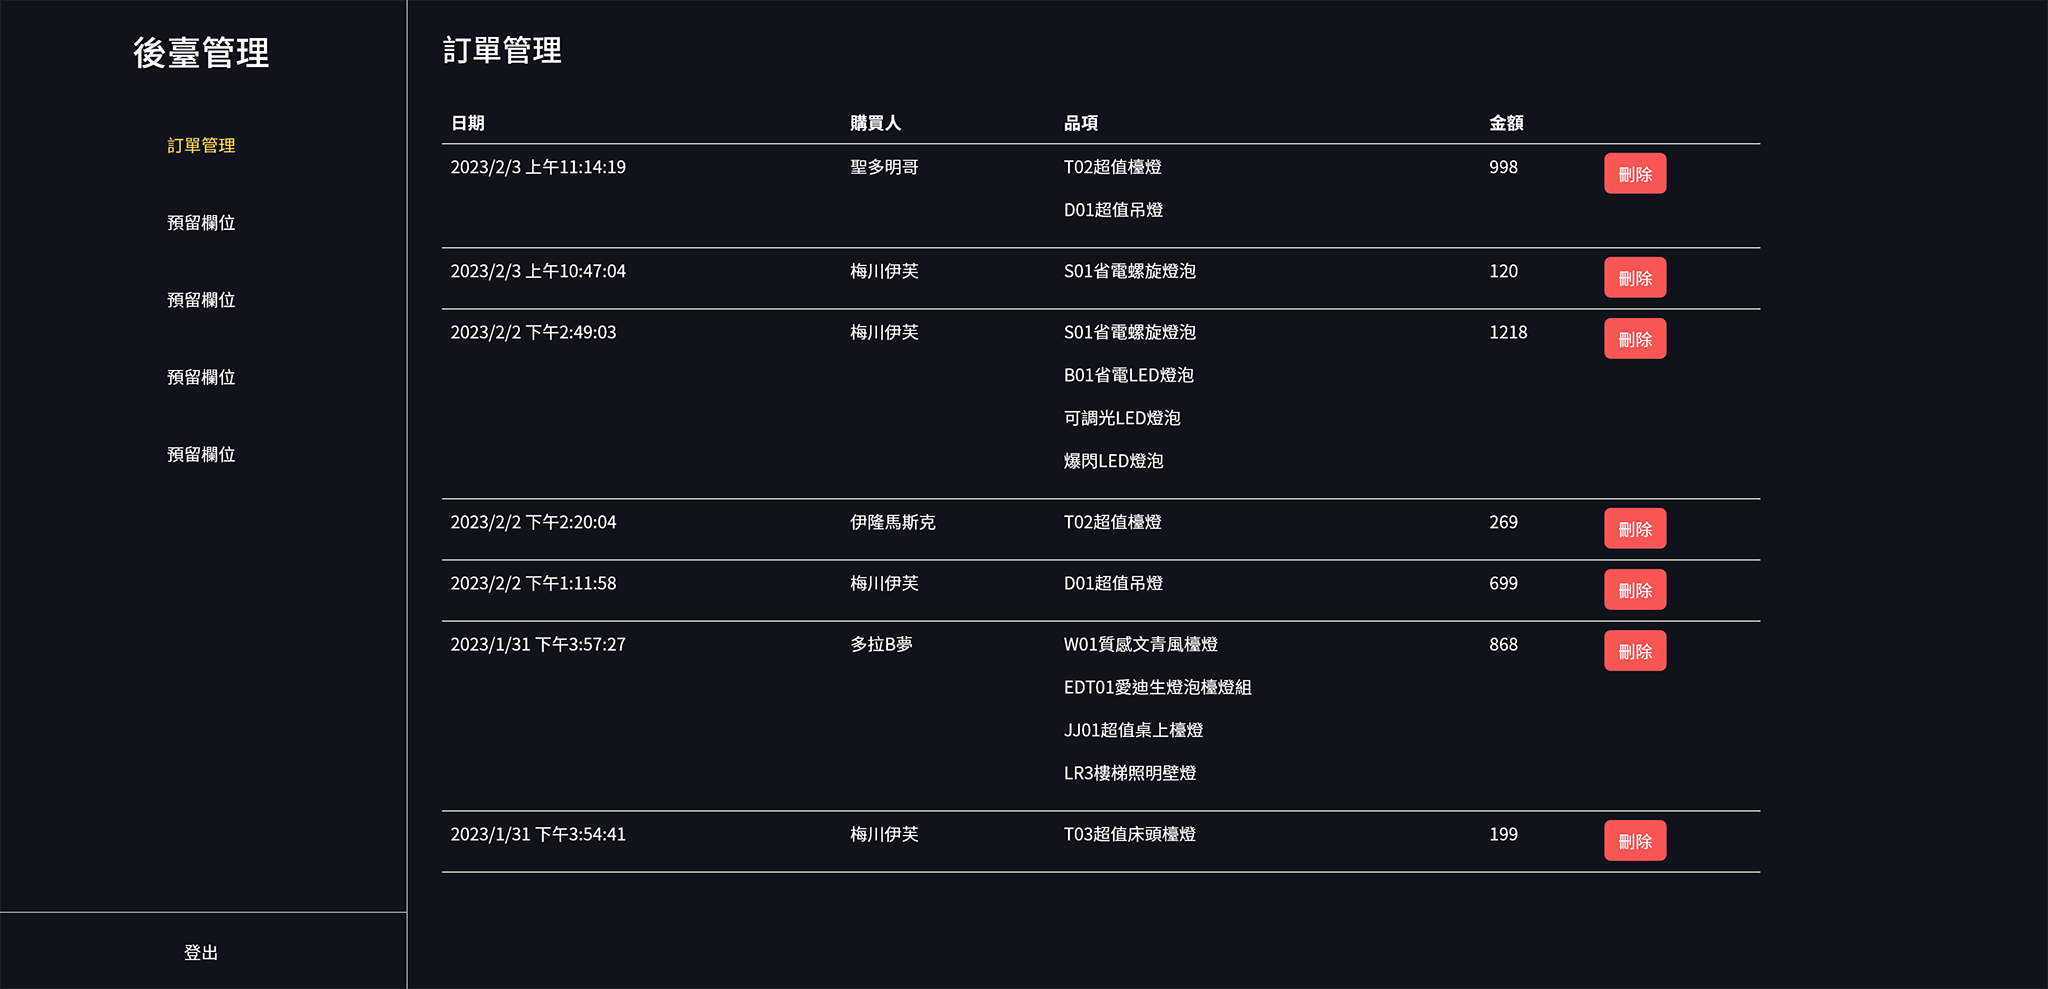 後臺管理
訂單管理
預留欄位
預留欄位
預留欄位
預留欄位
登出
訂單管理
日期 購買人 品項 金額
2023/2/3 上午11:14:19 聖多明哥 T02超值檯燈 998 刪除
D01超值吊燈
2023/2/3 上午10:47:04 梅川伊芙 S01省電螺旋燈泡 120 刪除
2023/2/2 下午2:49:03 梅川伊芙 S01省電螺旋燈泡 1218 刪除
B01省電LED燈泡
可調光LED燈泡
爆閃LED燈泡
2023/2/2 下午2:20:04 伊隆馬斯克 T02超值檯燈 269 刪除
2023/2/2 下午1:11:58 梅川伊芙 D01超值吊燈 699 刪除
2023/1/31 下午3:57:27 多拉B夢 W01質感文青風檯燈 868 刪除
EDT01愛迪生燈泡檯燈組
JJ01超值桌上檯燈
LR3樓梯照明壁燈
2023/1/31 下午3:54:41 梅川伊芙 T03超值床頭檯燈 199 刪除